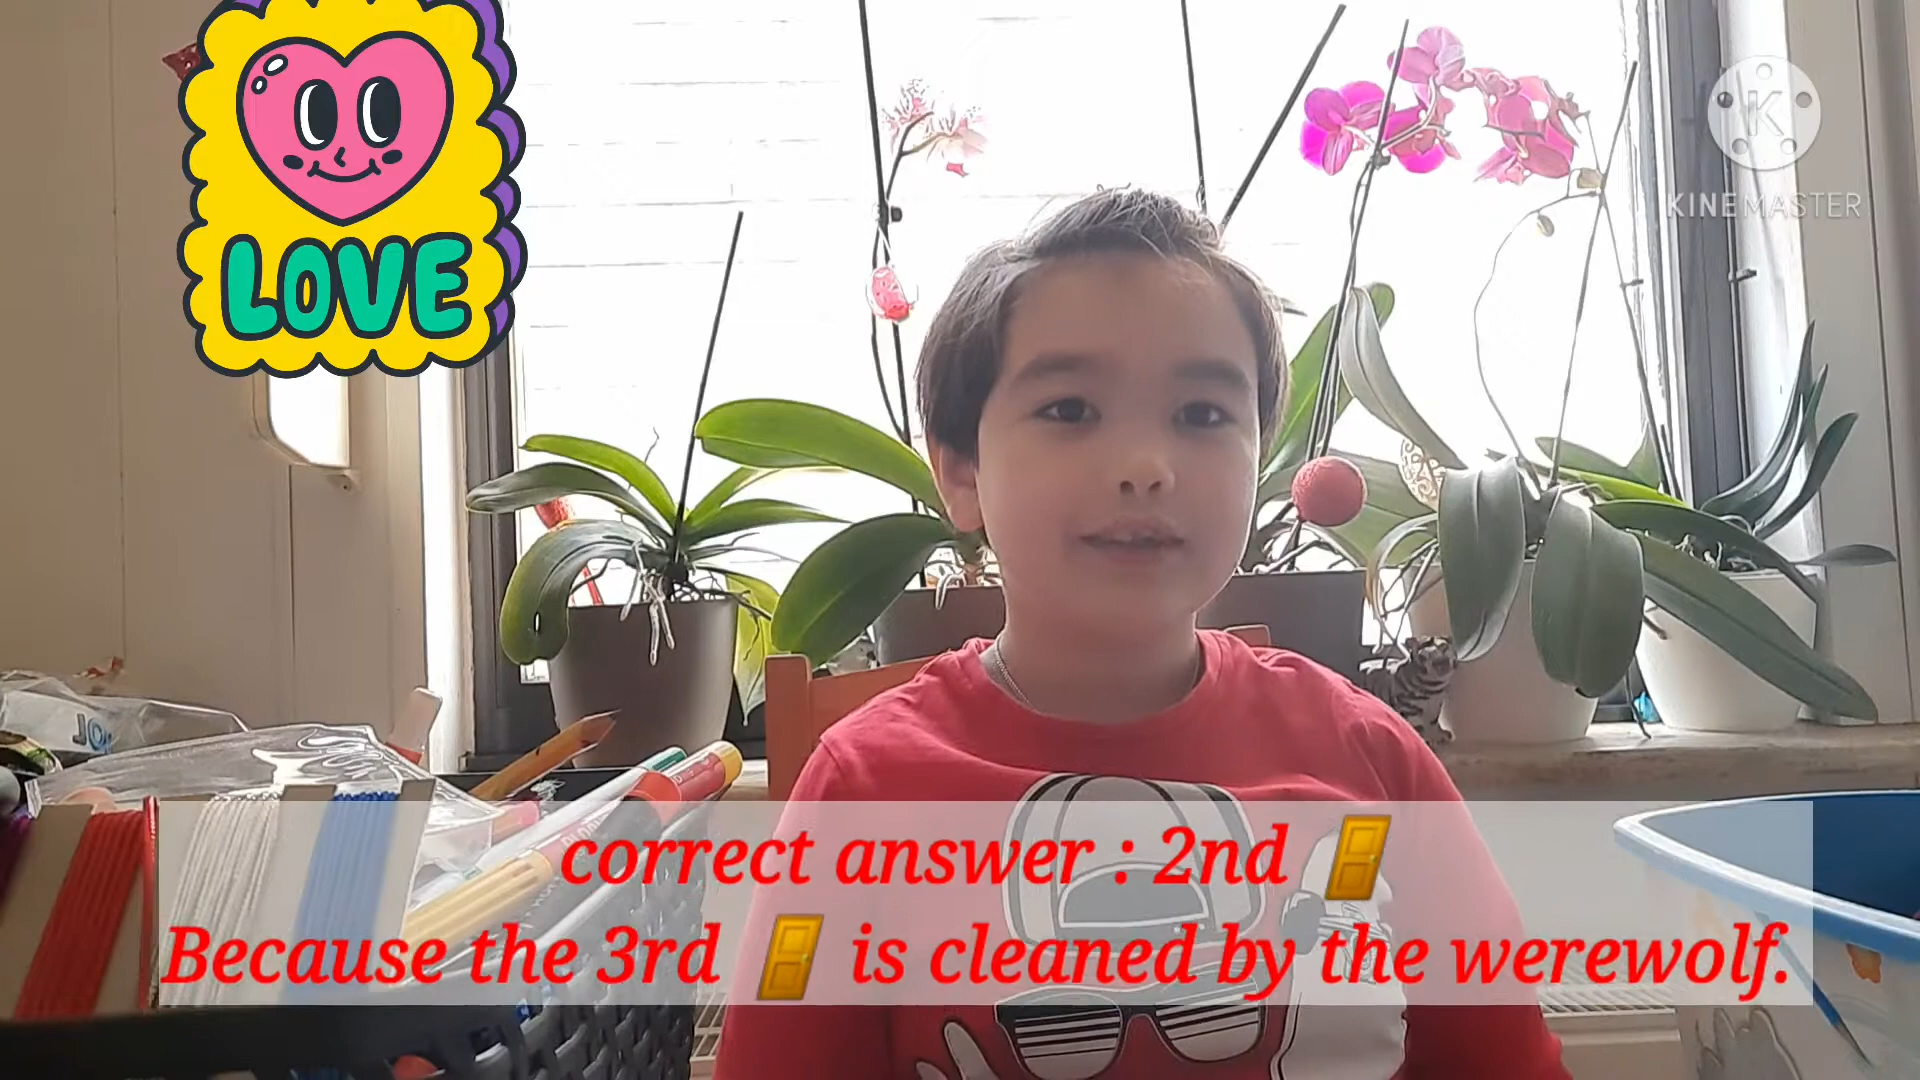 LOVE
KINEMASTER
correct answer : 2nd 🚪
Because the 3rd 🚪 is cleaned by the werewolf.